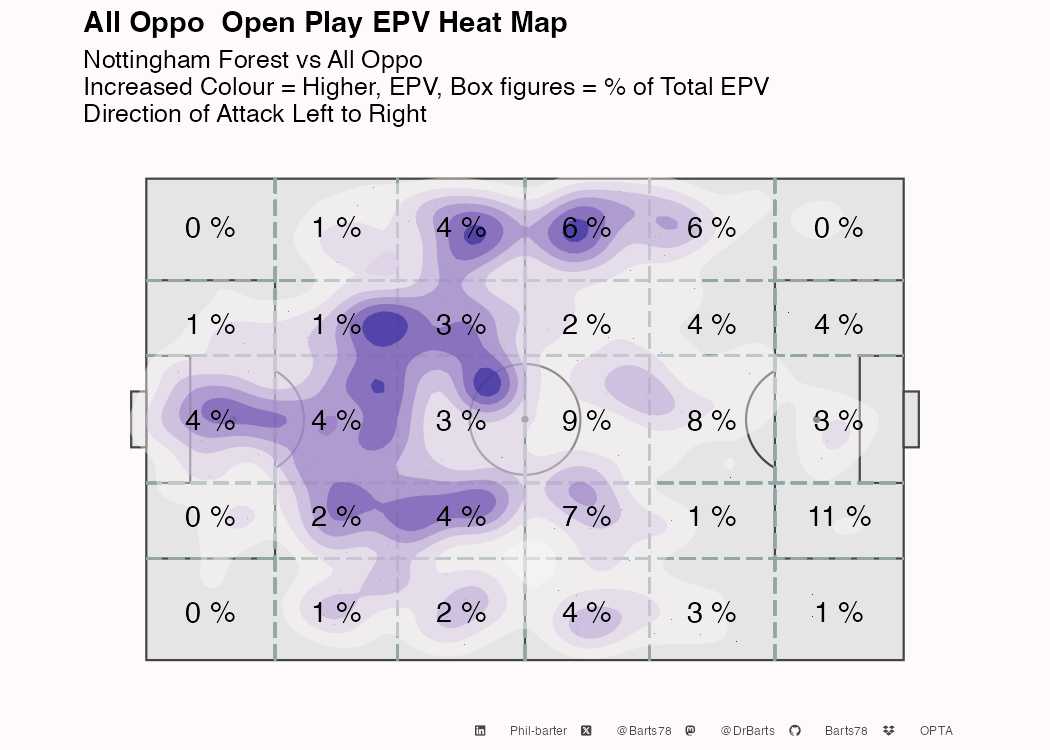 All Oppo  Open Play EPV Heat Map
Nottingham Forest vs All Oppo
Increased Colour = Higher, EPV, Box figures = % of Total EPV
Direction of Attack Left to Right
0 % 1 % 4 % 6 % 6 % 0 %
1 % 1 % 3 % 2 % 4 % 4 %
4 % 4 % 3 % 9 % 8 % 3 %
0 % 2 % 4 % 7 % 1 % 11 %
0 % 1 % 2 % 4 % 3 % 1 %
Phil-barter @Barts78 @DrBarts Barts78 OPTA